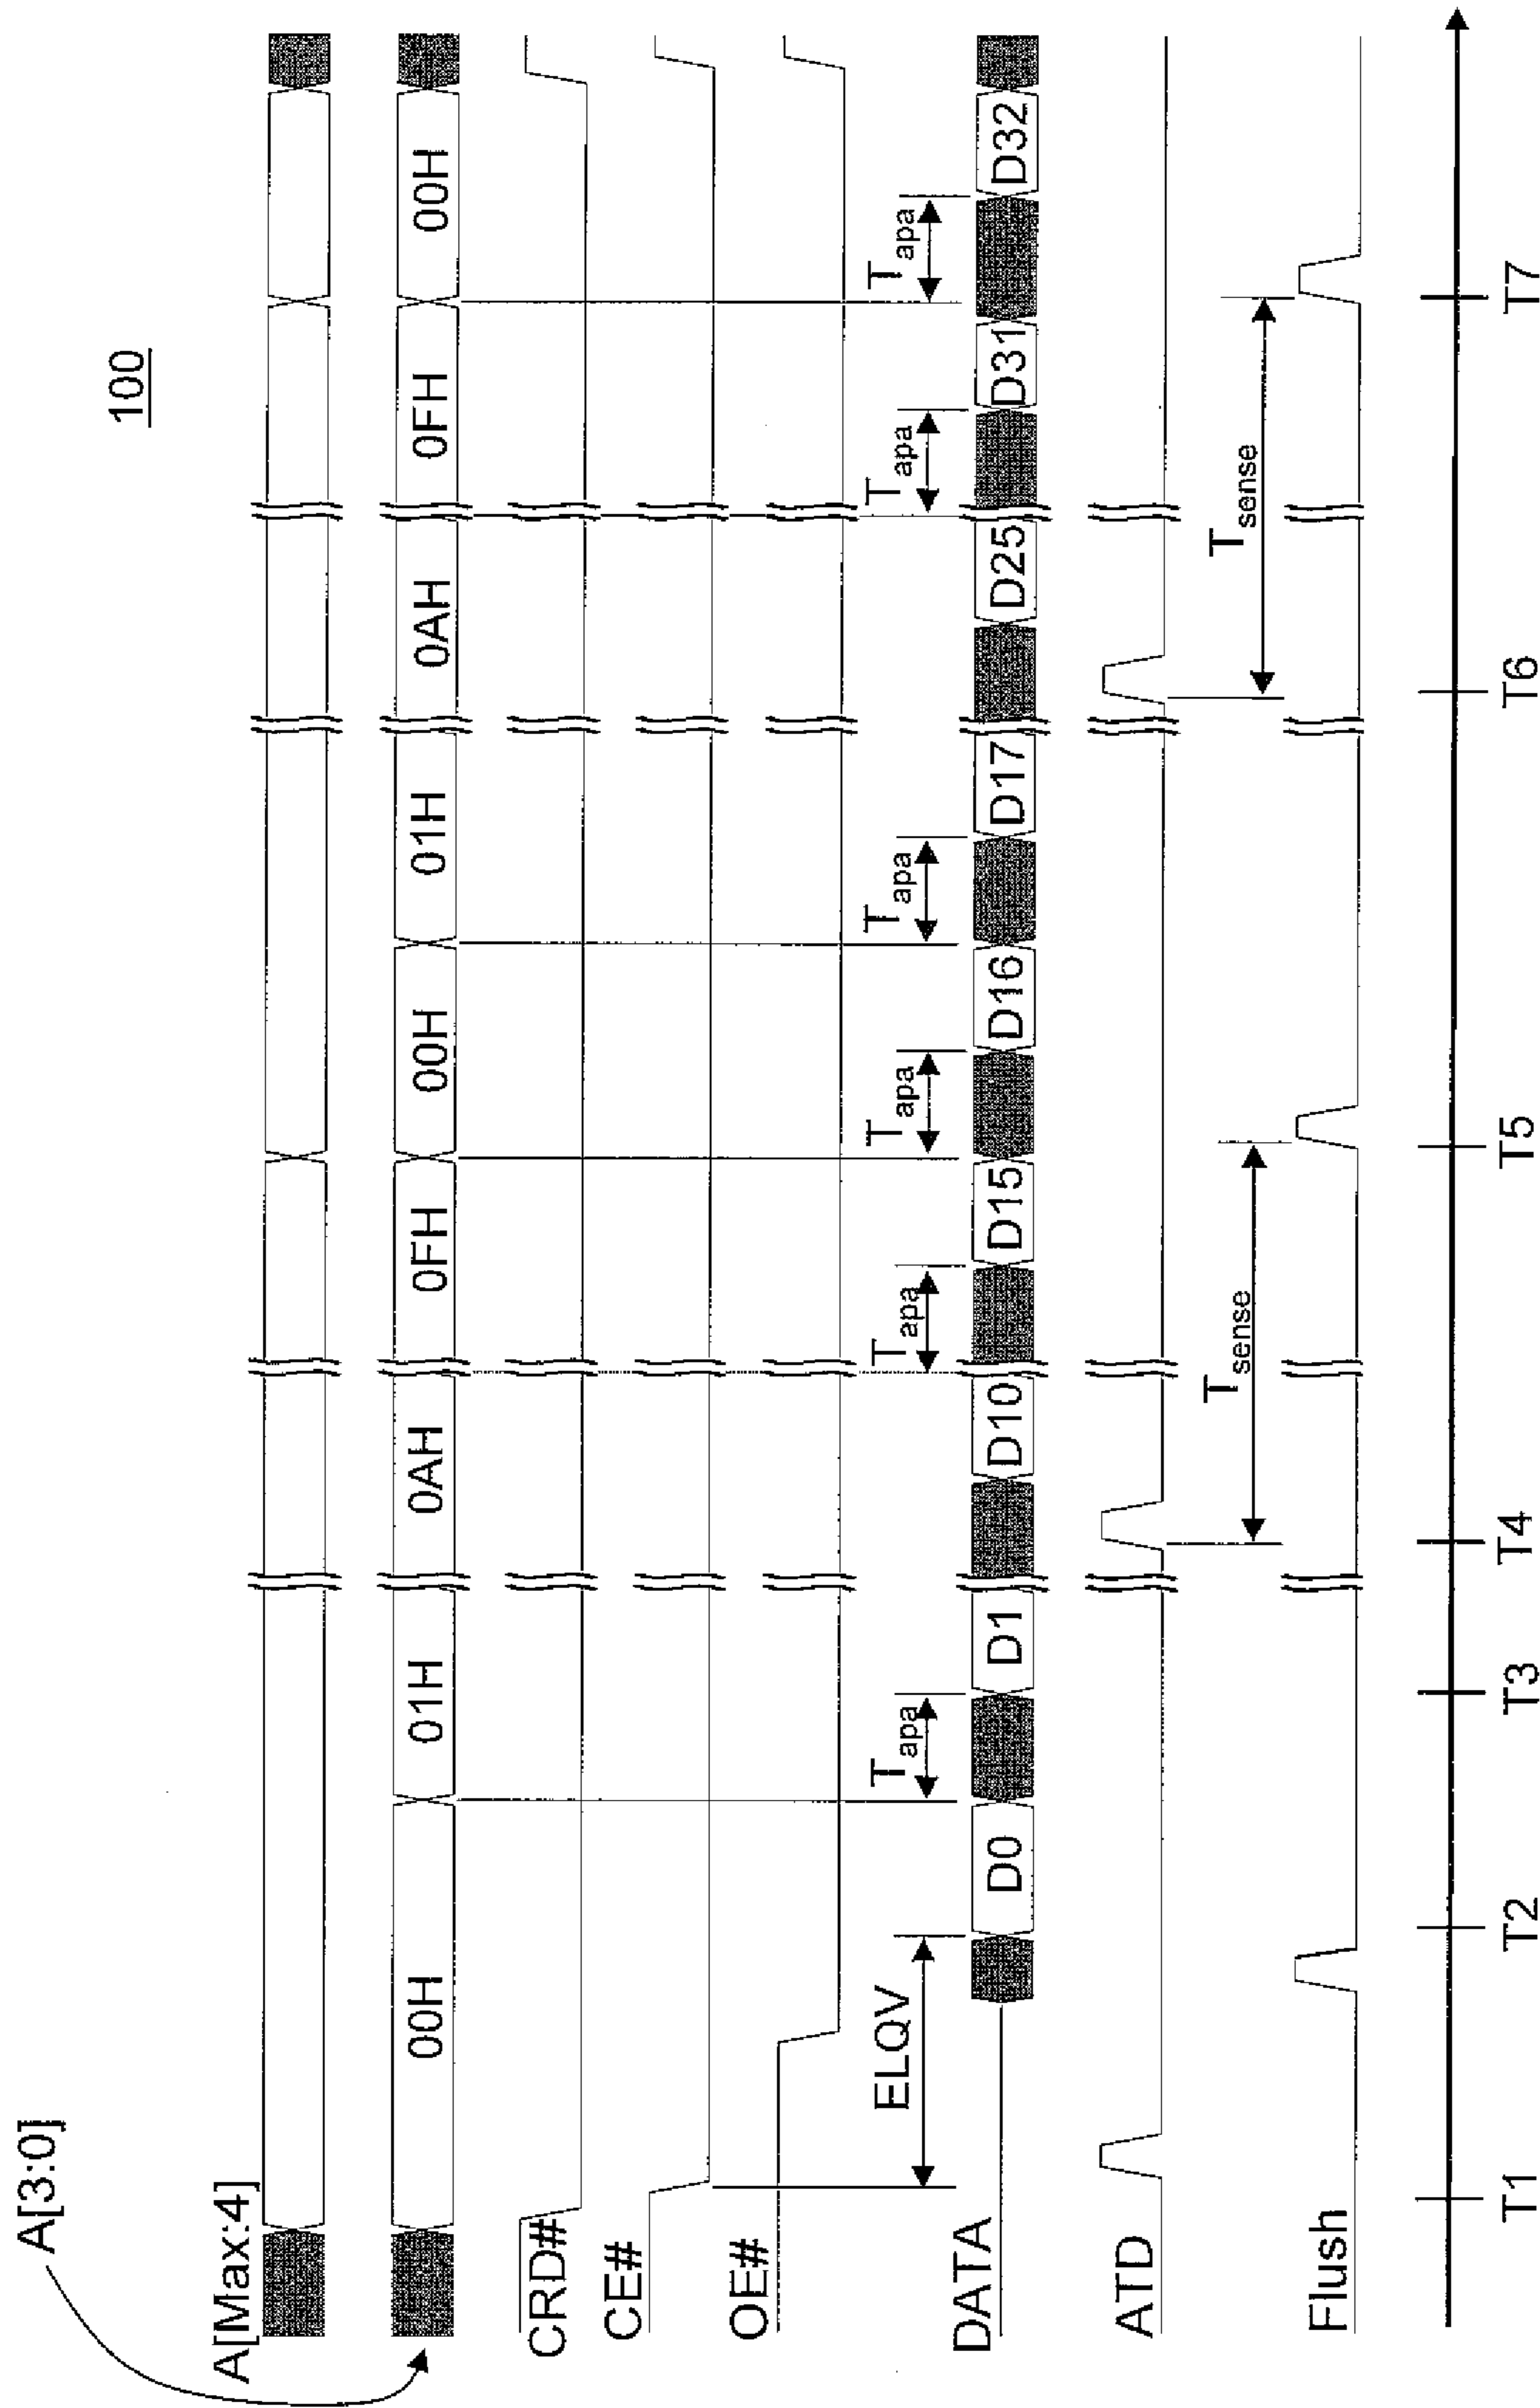 100
A[3:0]
A[Max:4]
00H 01H 0AH 0FH 00H 01H 0AH 0FH 00H
CRD#
CE#
OE#
ELQV Tapa Tapa Tapa Tapa Tapa Tapa
DATA D0 D1 D10 D15 D16 D17 D25 D31 D32
ATD
Tsense Tsense
Flush
T1 T2 T3 T4 T5 T6 T7